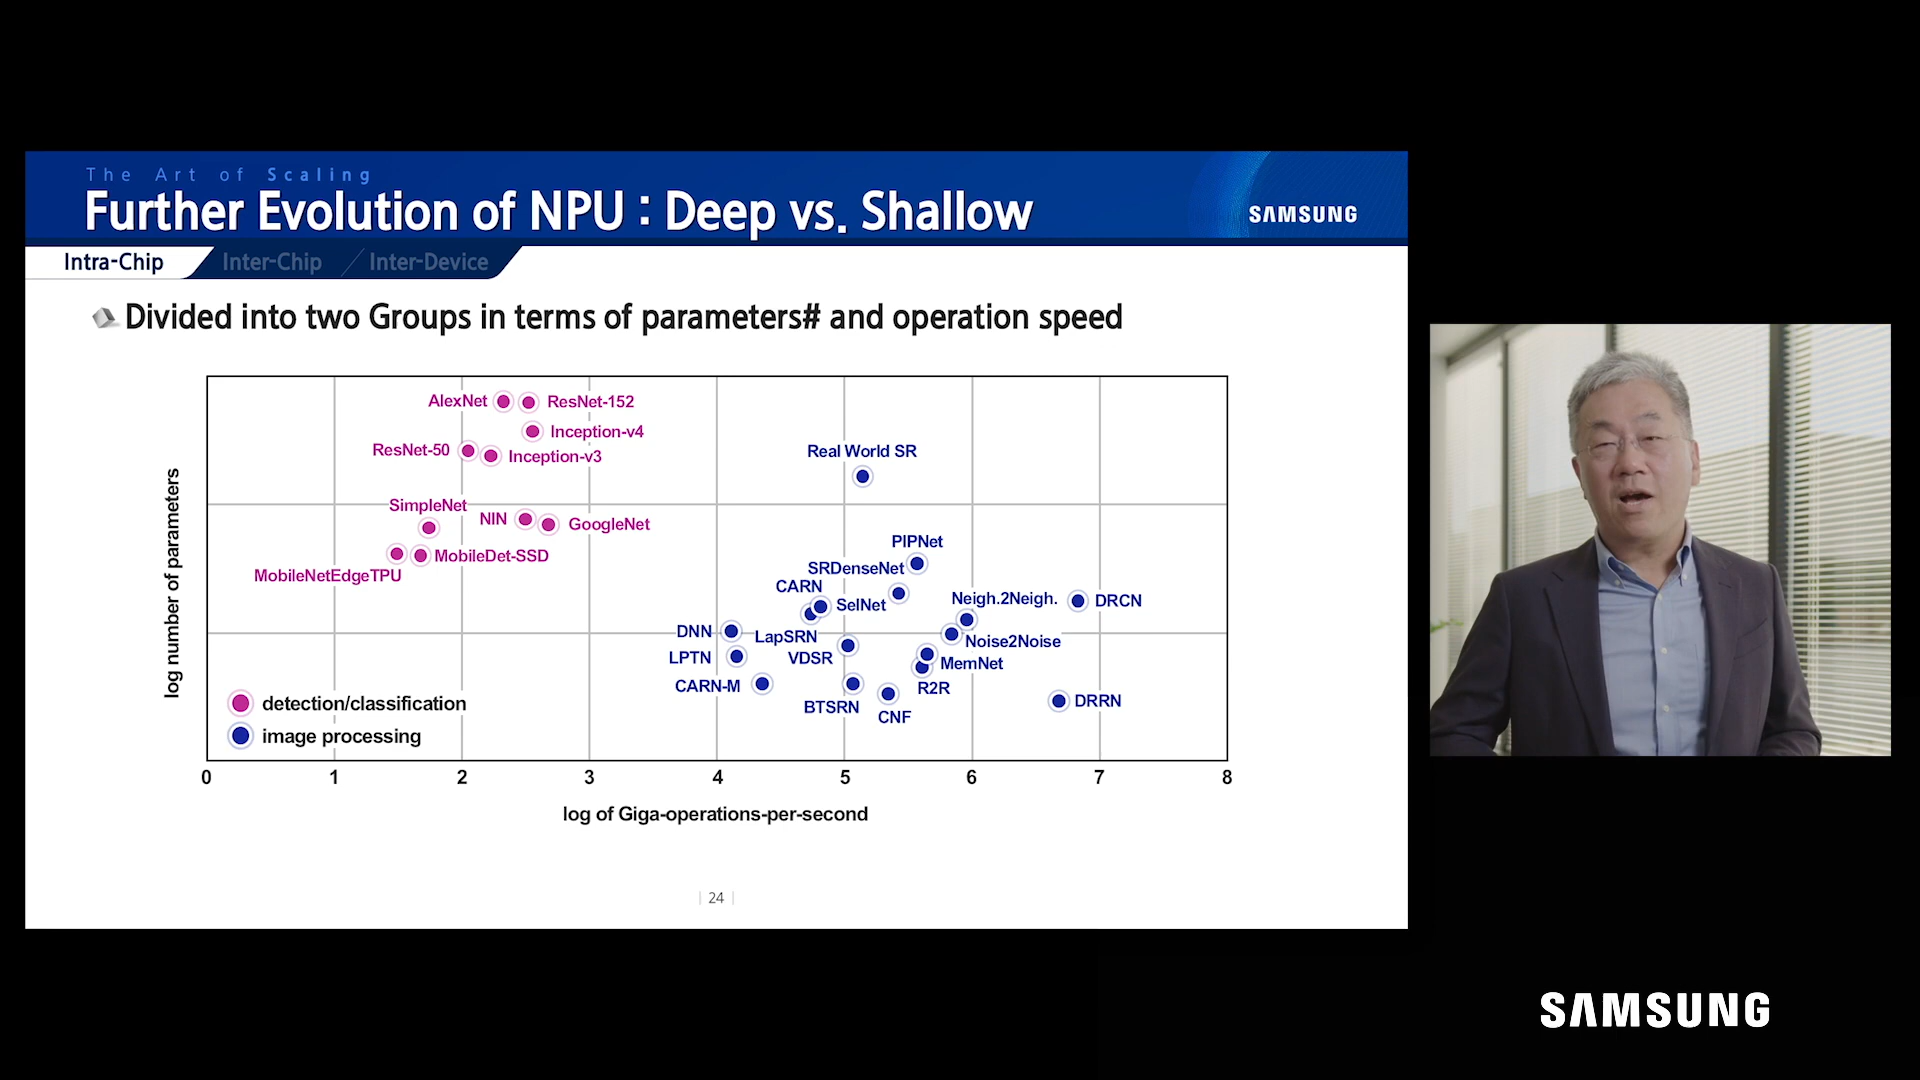 The Art of Scaling
Further Evolution of NPU : Deep vs. Shallow
SAMSUNG
Intra-Chip
Inter-Chip
Inter-Device
Divided into two Groups in terms of parameters# and operation speed
AlexNet
ResNet-152
Inception-v4
ResNet-50
Inception-v3
Real World SR
SimpleNet
NIN
GoogleNet
MobileDet-SSD
MobileNetEdgeTPU
PIPNet
SRDenseNet
CARN
SelNet
Neigh.2Neigh.
DRCN
DNN
LapSRN
Noise2Noise
LPTN
VDSR
MemNet
CARN-M
R2R
BTSRN
CNF
DRRN
log number of parameters
detection/classification
image processing
0 1 2 3 4 5 6 7 8
log of Giga-operations-per-second
24
SAMSUNG